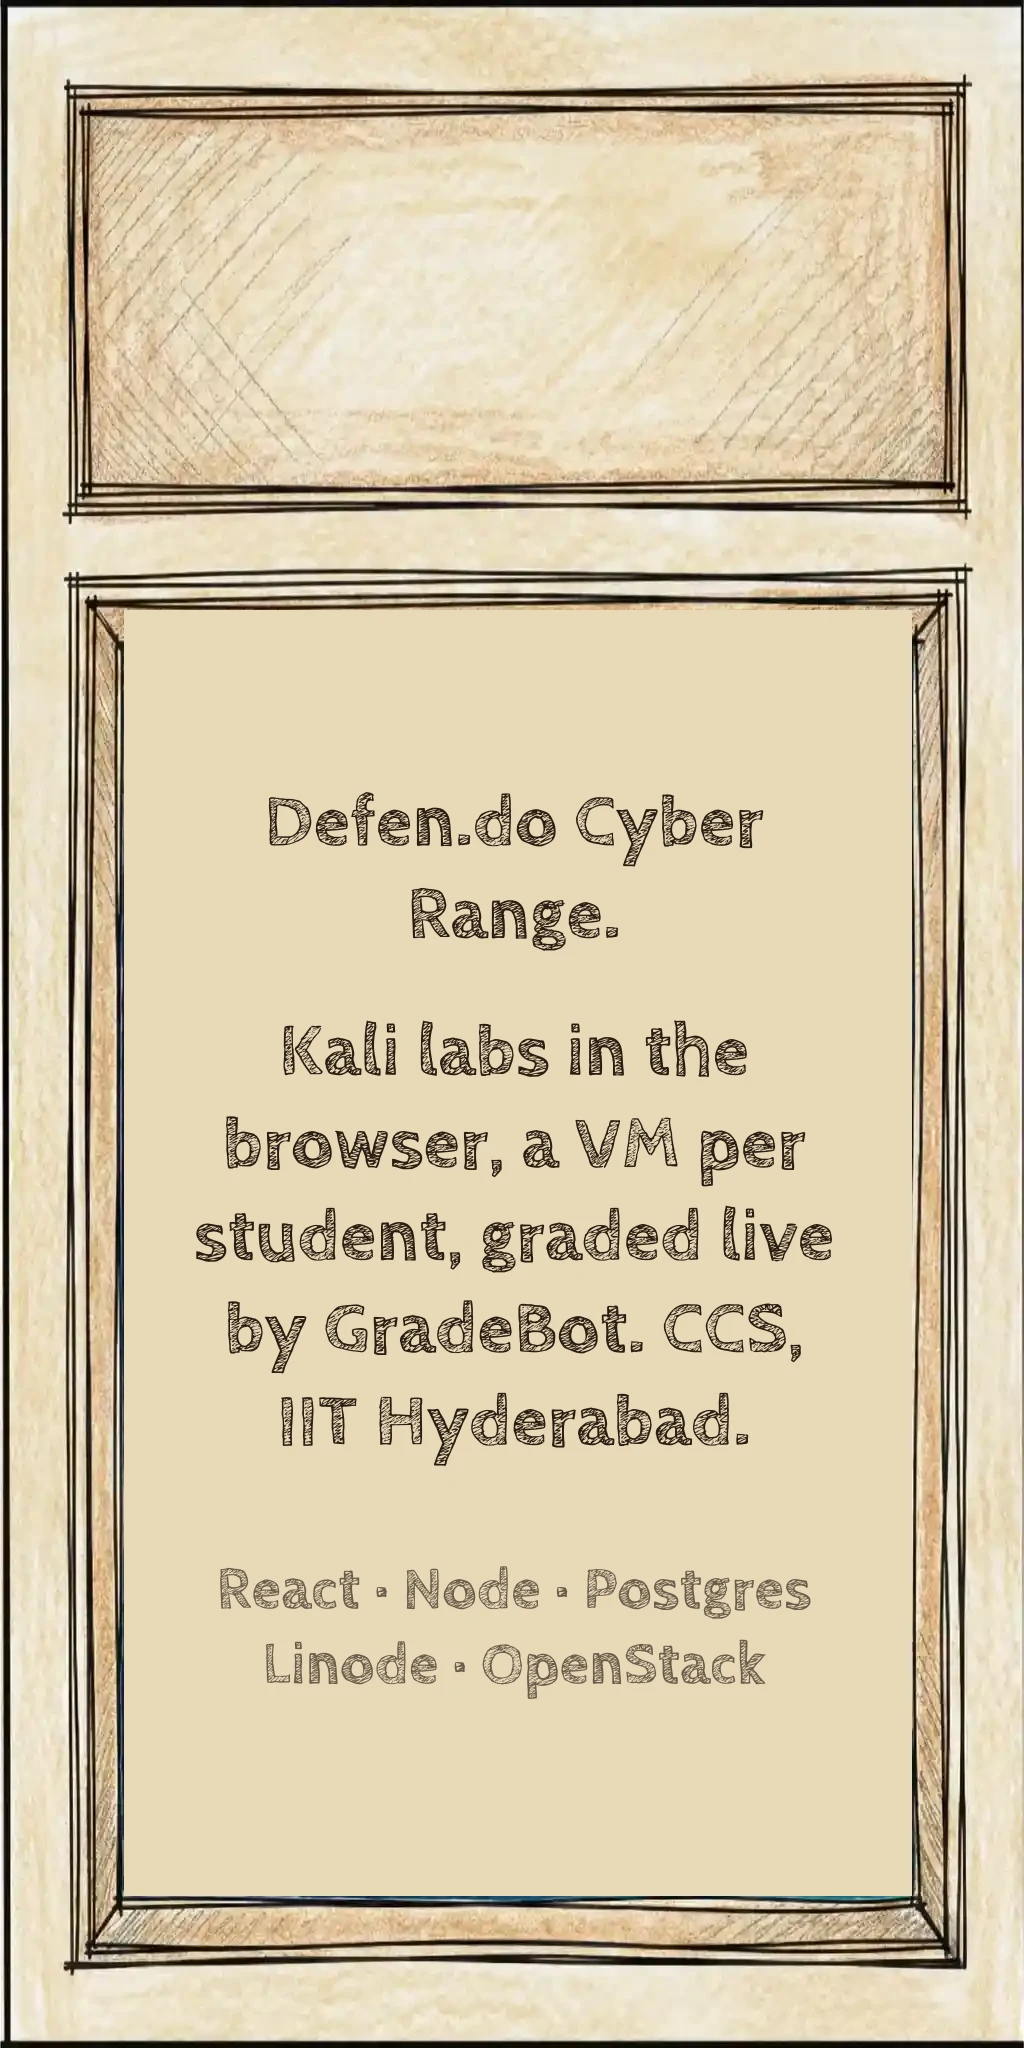 Defen.do Cyber
Range.
Kali labs in the
browser, a VM per
student, graded live
by GradeBot. CCS,
IIT Hyderabad.
React · Node · Postgres
Linode · OpenStack